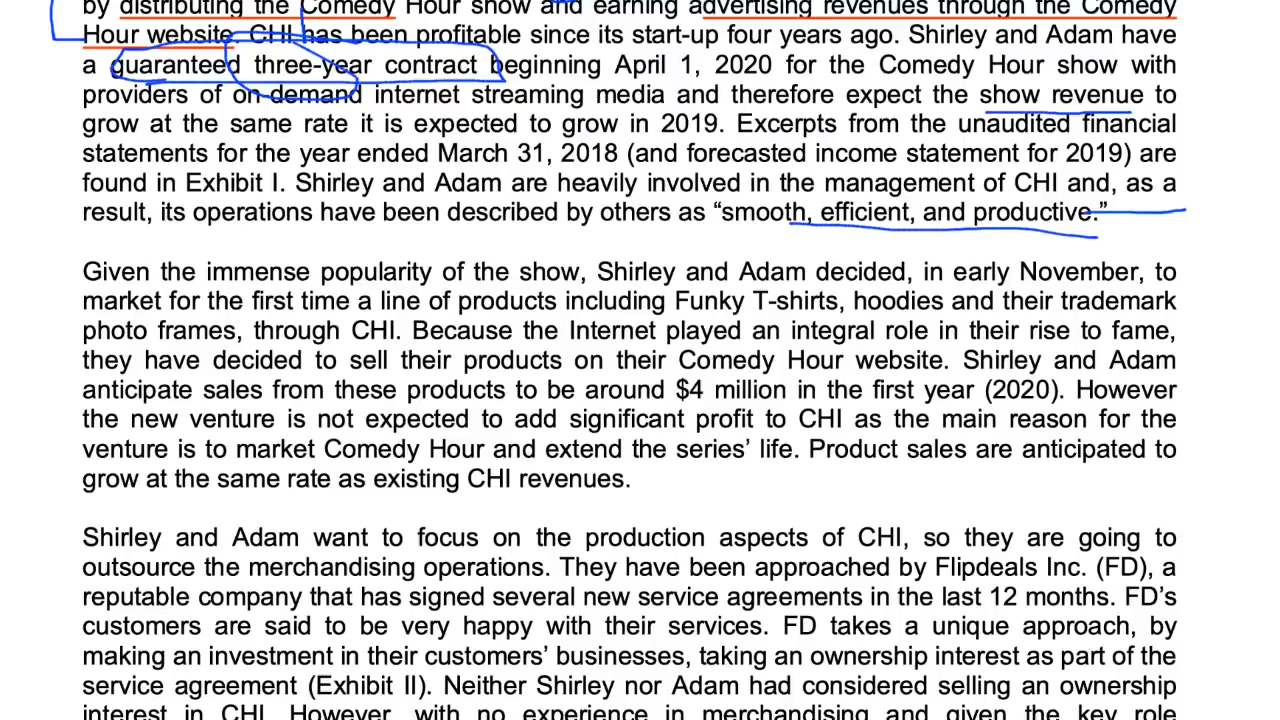 by distributing the Comedy Hour show and earning advertising revenues through the Comedy
Hour website. CHI has been profitable since its start-up four years ago. Shirley and Adam have
a guaranteed three-year contract beginning April 1, 2020 for the Comedy Hour show with
providers of on-demand internet streaming media and therefore expect the show revenue to
grow at the same rate it is expected to grow in 2019. Excerpts from the unaudited financial
statements for the year ended March 31, 2018 (and forecasted income statement for 2019) are
found in Exhibit I. Shirley and Adam are heavily involved in the management of CHI and, as a
result, its operations have been described by others as “smooth, efficient, and productive.”
Given the immense popularity of the show, Shirley and Adam decided, in early November, to
market for the first time a line of products including Funky T-shirts, hoodies and their trademark
photo frames, through CHI. Because the Internet played an integral role in their rise to fame,
they have decided to sell their products on their Comedy Hour website. Shirley and Adam
anticipate sales from these products to be around $4 million in the first year (2020). However
the new venture is not expected to add significant profit to CHI as the main reason for the
venture is to market Comedy Hour and extend the series’ life. Product sales are anticipated to
grow at the same rate as existing CHI revenues.
Shirley and Adam want to focus on the production aspects of CHI, so they are going to
outsource the merchandising operations. They have been approached by Flipdeals Inc. (FD), a
reputable company that has signed several new service agreements in the last 12 months. FD’s
customers are said to be very happy with their services. FD takes a unique approach, by
making an investment in their customers’ businesses, taking an ownership interest as part of the
service agreement (Exhibit II). Neither Shirley nor Adam had considered selling an ownership
interest in CHI. However, with no experience in merchandising and given the key role